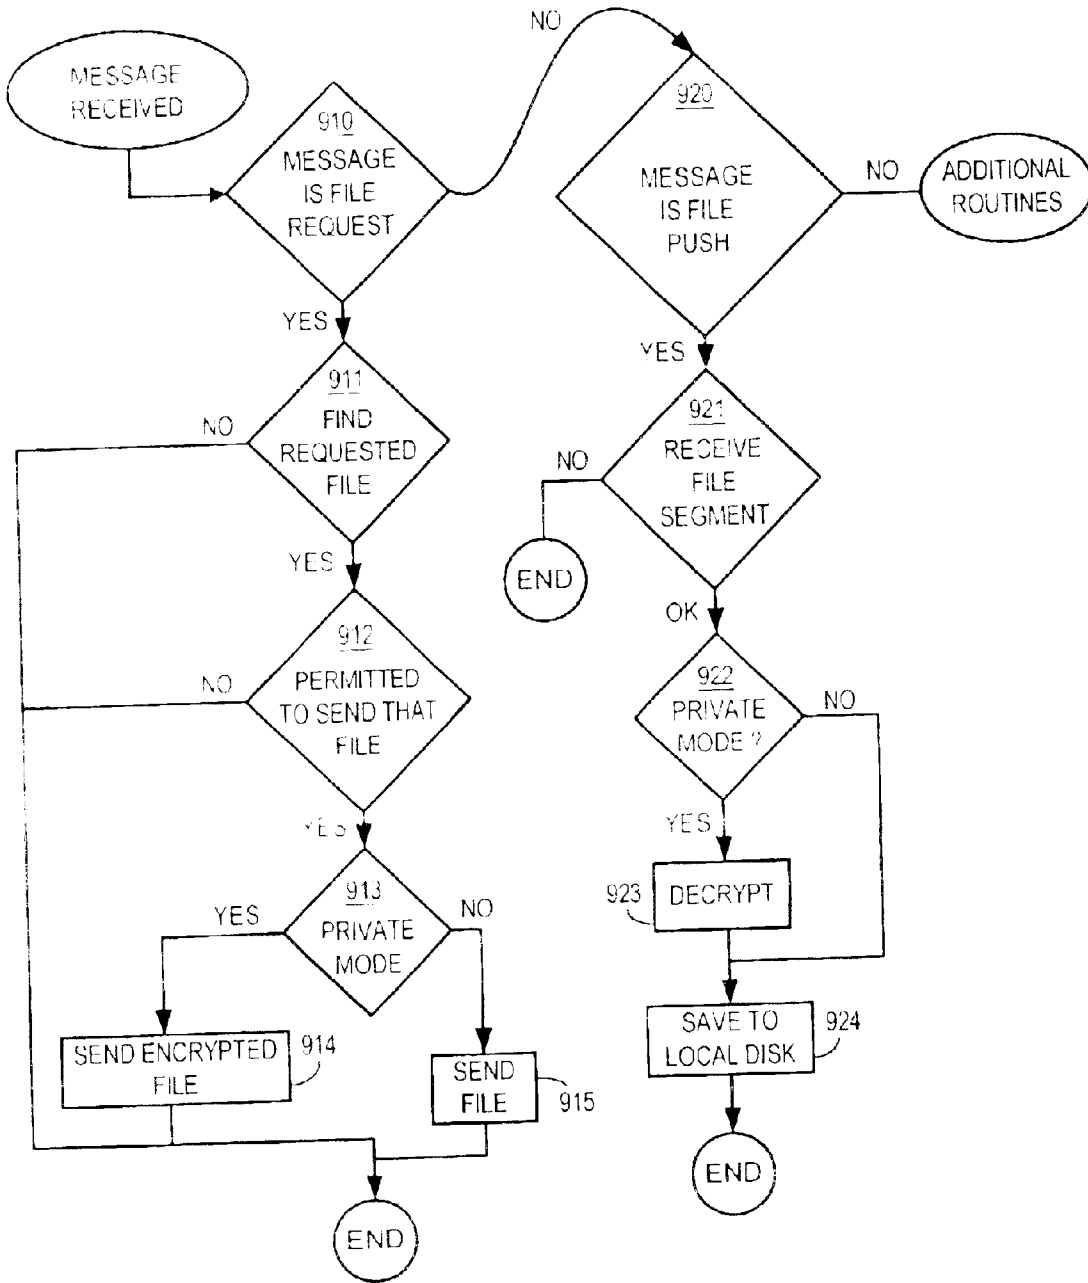 MESSAGE
RECEIVED
910
MESSAGE
IS FILE
REQUEST
NO
YES
911
FIND
REQUESTED
FILE
NO
YES
912
PERMITTED
TO SEND THAT
FILE
NO
YES
913
PRIVATE
MODE
YES
NO
SEND ENCRYPTED
FILE
914
SEND
FILE
915
END
920
MESSAGE
IS FILE
PUSH
NO
ADDITIONAL
ROUTINES
YES
921
RECEIVE
FILE
SEGMENT
NO
END
OK
922
PRIVATE
MODE ?
NO
YES
923
DECRYPT
SAVE TO
LOCAL DISK
924
END